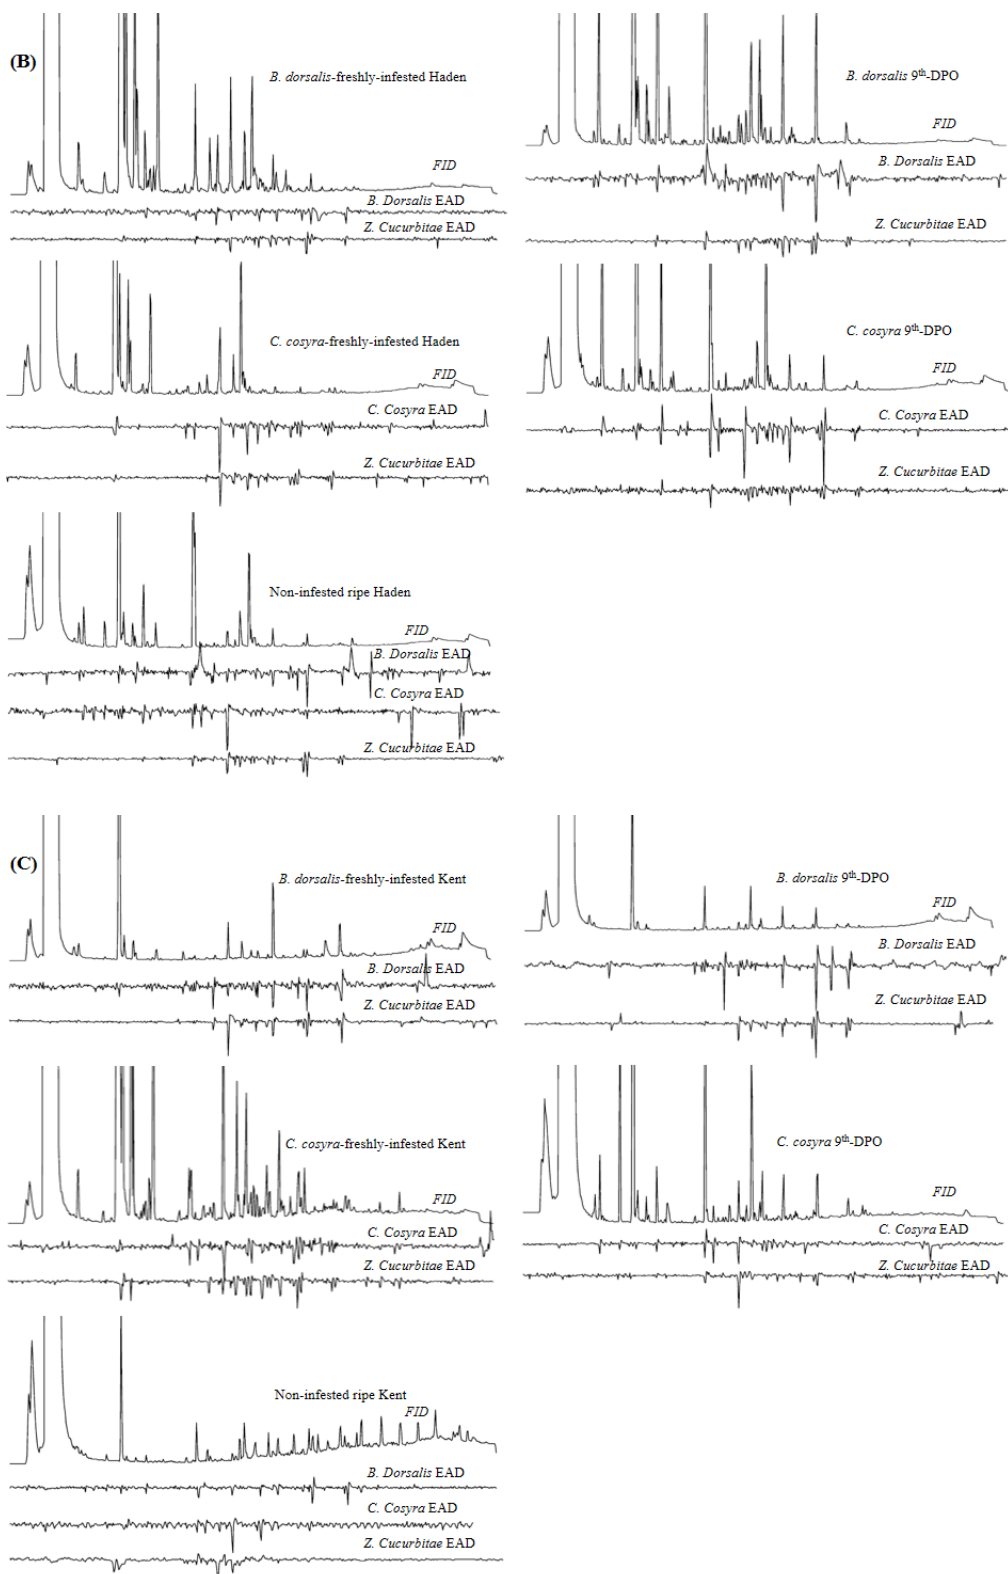 (B)
B. dorsalis-freshly-infested Haden
FID
B. Dorsalis EAD
Z. Cucurbitae EAD
B. dorsalis 9th-DPO
FID
B. Dorsalis EAD
Z. Cucurbitae EAD
C. cosyra-freshly-infested Haden
FID
C. Cosyra EAD
Z. Cucurbitae EAD
C. cosyra 9th-DPO
FID
C. Cosyra EAD
Z. Cucurbitae EAD
Non-infested ripe Haden
FID
B. Dorsalis EAD
C. Cosyra EAD
Z. Cucurbitae EAD
(C)
B. dorsalis-freshly-infested Kent
FID
B. Dorsalis EAD
Z. Cucurbitae EAD
B. dorsalis 9th-DPO
FID
B. Dorsalis EAD
Z. Cucurbitae EAD
C. cosyra-freshly-infested Kent
FID
C. Cosyra EAD
Z. Cucurbitae EAD
C. cosyra 9th-DPO
FID
C. Cosyra EAD
Z. Cucurbitae EAD
Non-infested ripe Kent
FID
B. Dorsalis EAD
C. Cosyra EAD
Z. Cucurbitae EAD